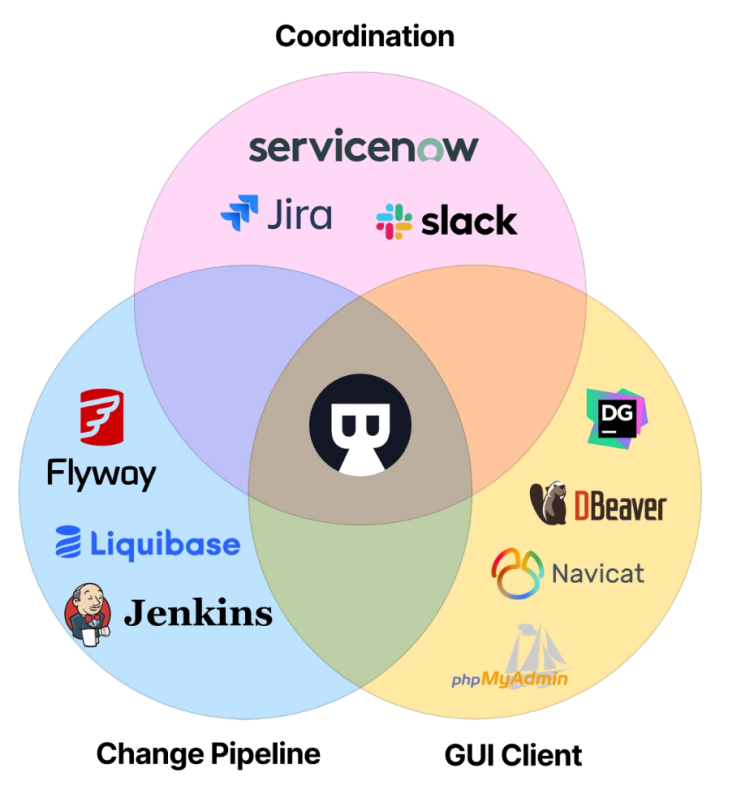 Coordination
servicenow
Jira
slack
Flyway
DG
DBeaver
Liquibase
Navicat
Jenkins
phpMyAdmin
Change Pipeline
GUI Client